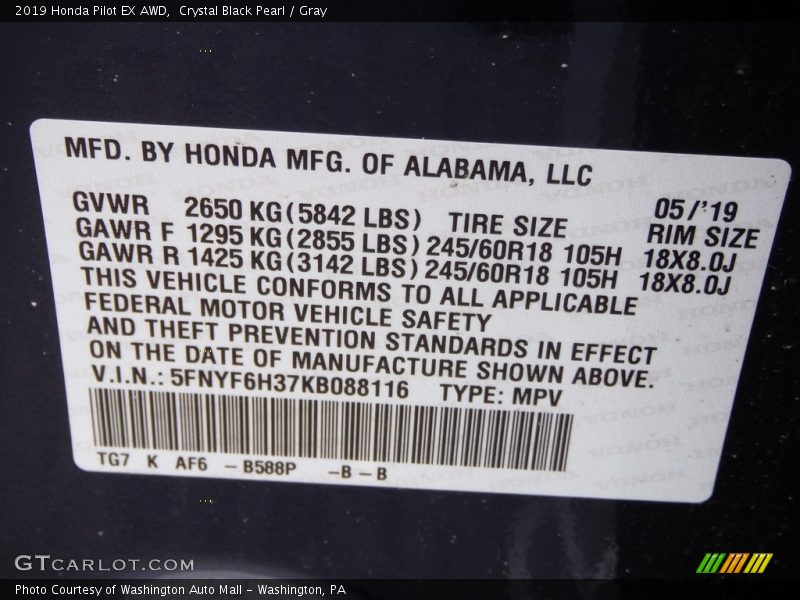 2019 Honda Pilot EX AWD,  Crystal Black Pearl / Gray
MFD. BY HONDA MFG. OF ALABAMA, LLC
05/'19
GVWR 2650 KG(5842 LBS) TIRE SIZE RIM SIZE
GAWR F 1295 KG(2855 LBS) 245/60R18 105H 18X8.0J
GAWR R 1425 KG(3142 LBS) 245/60R18 105H 18X8.0J
THIS VEHICLE CONFORMS TO ALL APPLICABLE
FEDERAL MOTOR VEHICLE SAFETY
AND THEFT PREVENTION STANDARDS IN EFFECT
ON THE DATE OF MANUFACTURE SHOWN ABOVE.
V.I.N.: 5FNYF6H37KB088116 TYPE: MPV
TG7 K AF6 – B588P –B – B
GTCARLOT.COM
Photo Courtesy of Washington Auto Mall – Washington, PA